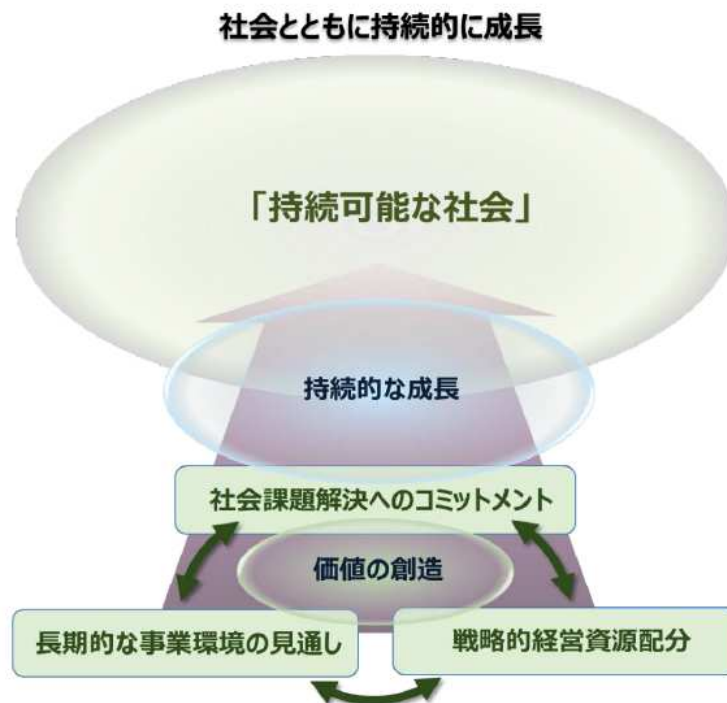 社会とともに持続的に成長
「持続可能な社会」
持続的な成長
社会課題解決へのコミットメント
価値の創造
長期的な事業環境の見通し
戦略的経営資源配分